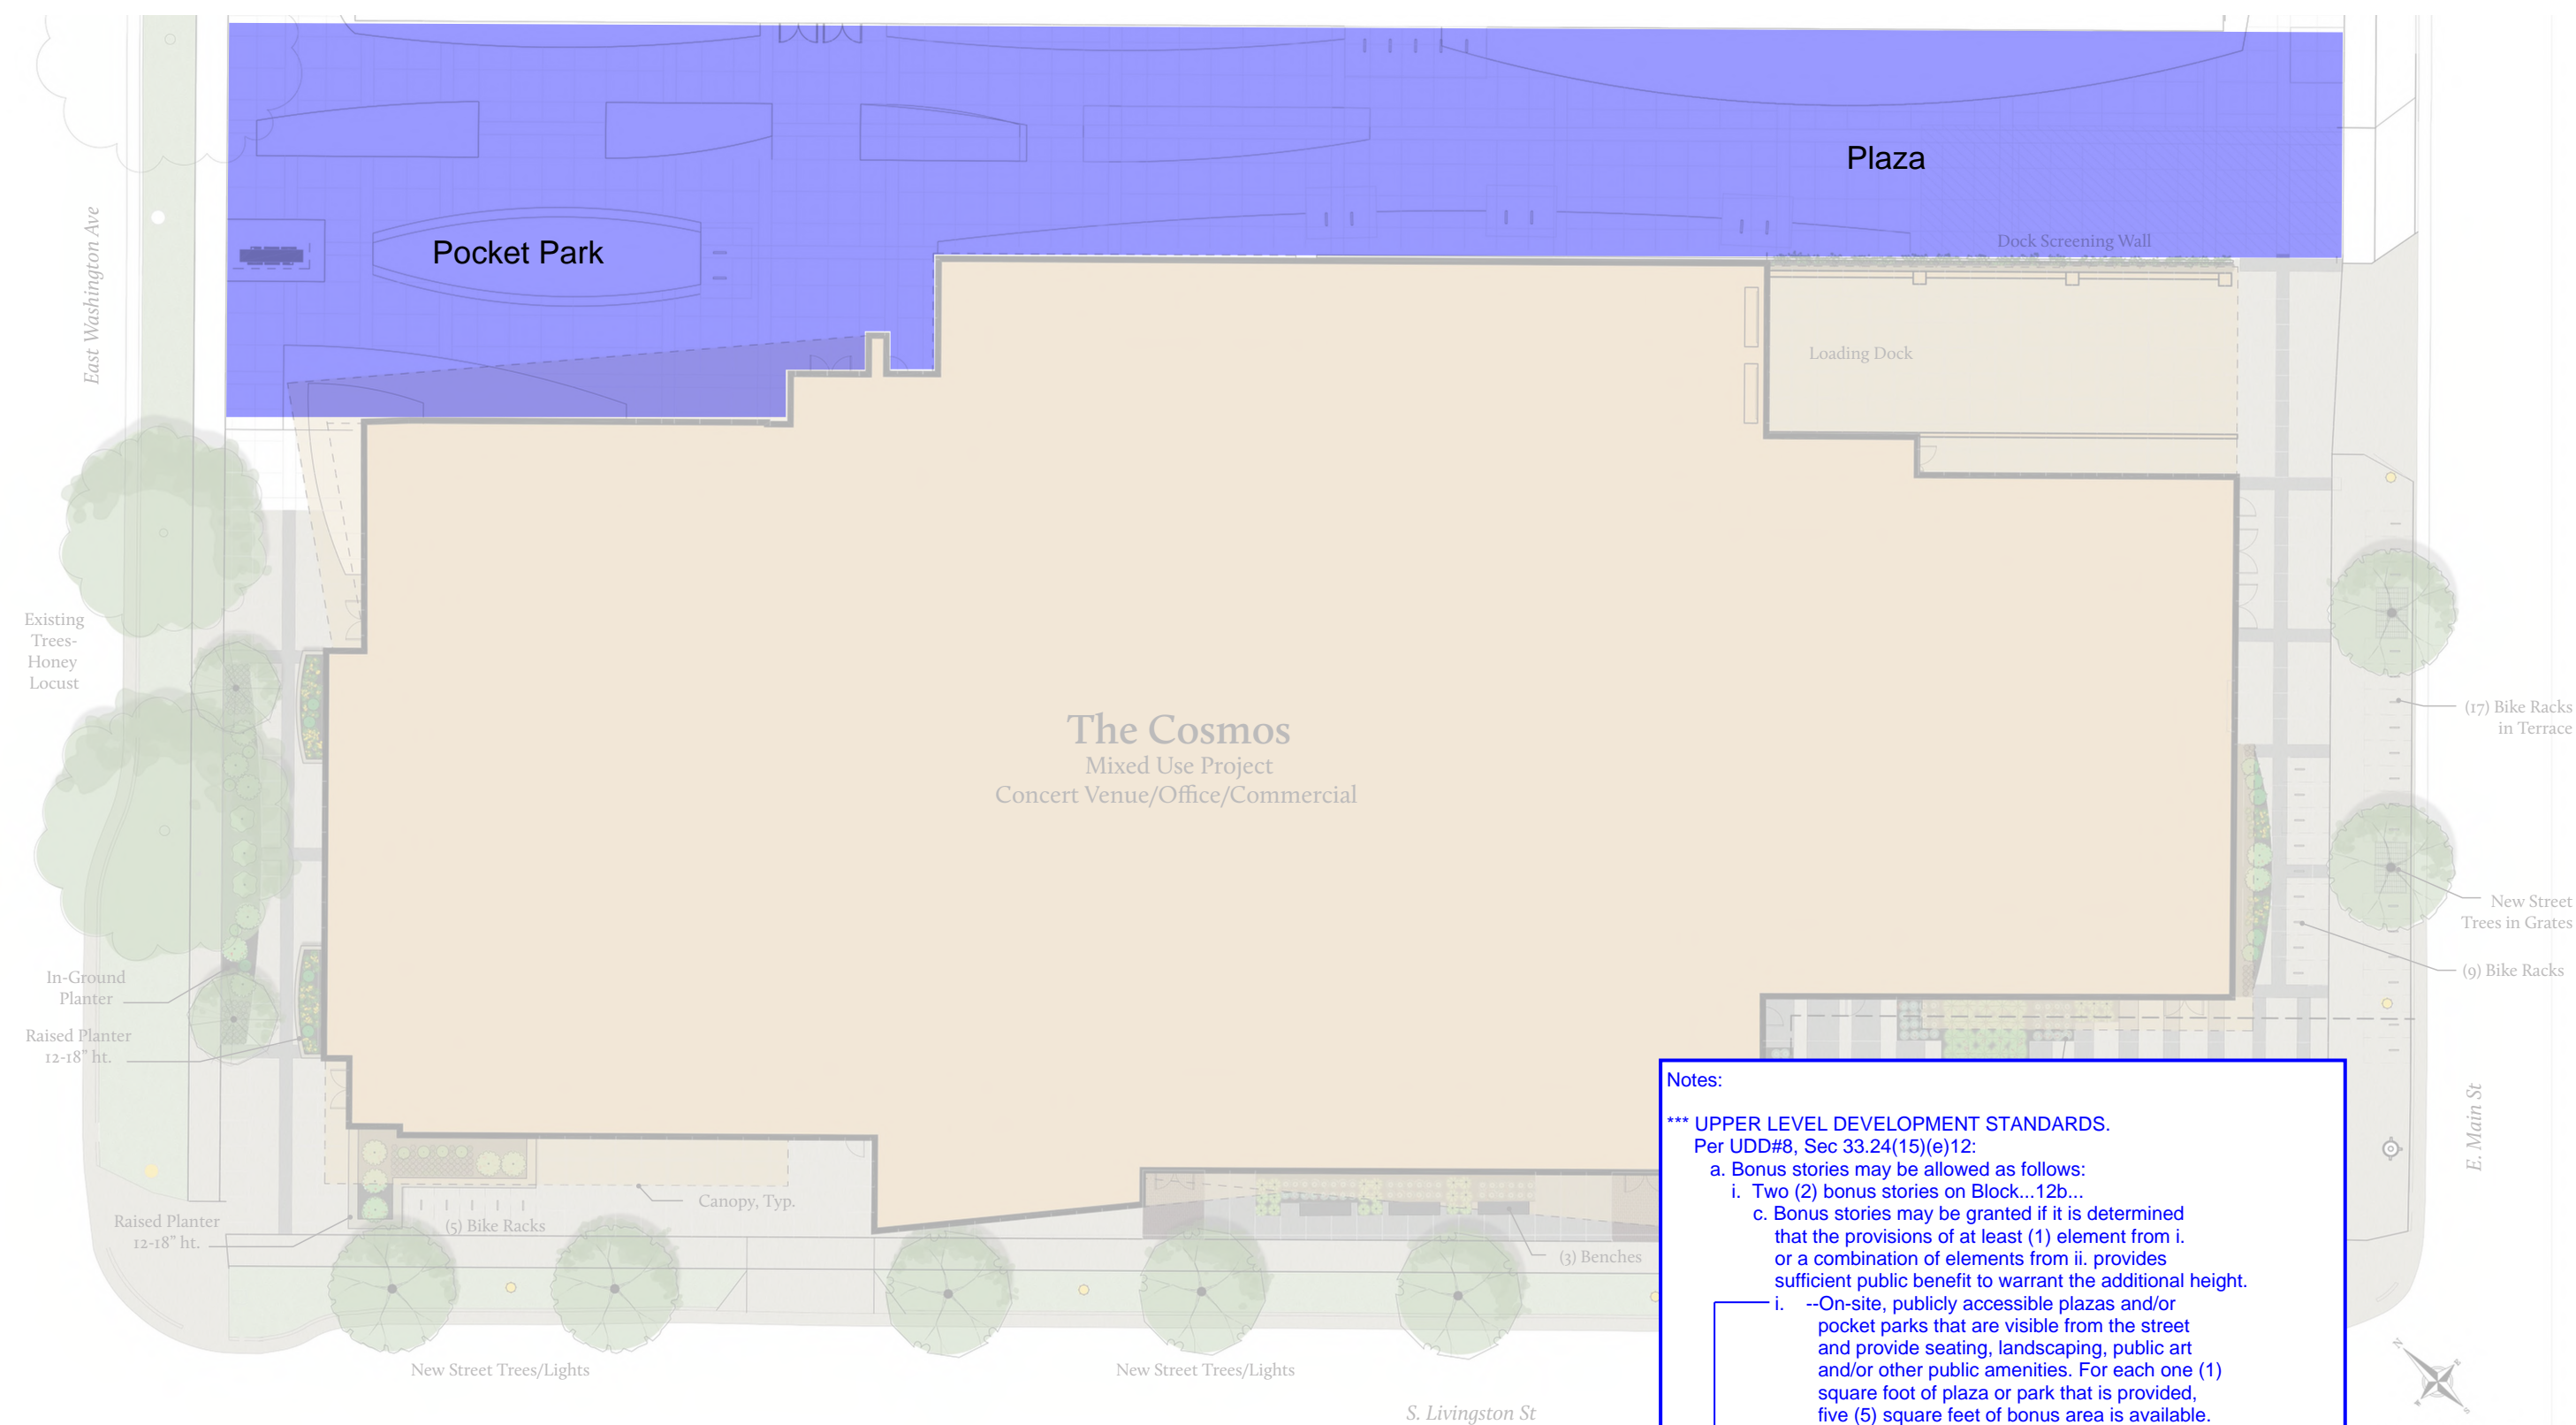 Plaza
Pocket Park
Dock Screening Wall
East Washington Ave
Loading Dock
Existing
Trees-
Honey
Locust
The Cosmos
Mixed Use Project
Concert Venue/Office/Commercial
(17) Bike Racks
in Terrace
New Street
Trees in Grates
(9) Bike Racks
In-Ground
Planter
Raised Planter
12-18" ht.
E. Main St
Canopy, Typ.
Raised Planter
12-18" ht.
(5) Bike Racks
(3) Benches
New Street Trees/Lights
New Street Trees/Lights
S. Livingston St
Notes:
*** UPPER LEVEL DEVELOPMENT STANDARDS.
Per UDD#8, Sec 33.24(15)(e)12:
a. Bonus stories may be allowed as follows:
i. Two (2) bonus stories on Block...12b...
c. Bonus stories may be granted if it is determined
that the provisions of at least (1) element from i.
or a combination of elements from ii. provides
sufficient public benefit to warrant the additional height.
i. --On-site, publicly accessible plazas and/or
pocket parks that are visible from the street
and provide seating, landscaping, public art
and/or other public amenities. For each one (1)
square foot of plaza or park that is provided,
five (5) square feet of bonus area is available.
N
E
S
W